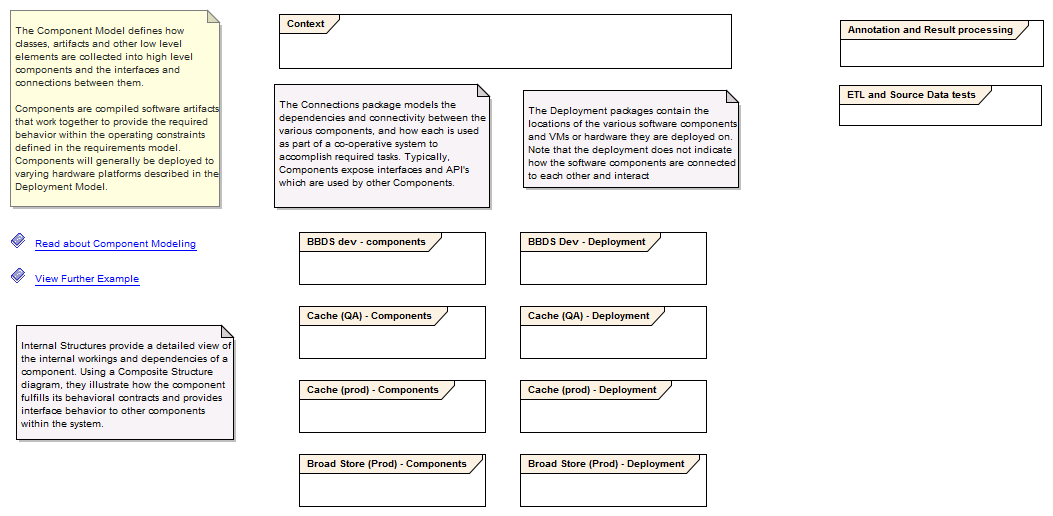 The Component Model defines how
classes, artifacts and other low level
elements are collected into high level
components and the interfaces and
connections between them.
Components are compiled software artifacts
that work together to provide the required
behavior within the operating constraints
defined in the requirements model.
Components will generally be deployed to
varying hardware platforms described in the
Deployment Model.
Read about Component Modeling
View Further Example
Internal Structures provide a detailed view of
the internal workings and dependencies of a
component. Using a Composite Structure
diagram, they illustrate how the component
fulfills its behavioral contracts and provides
interface behavior to other components
within the system.
Context
The Connections package models the
dependencies and connectivity between the
various components, and how each is used
as part of a co-operative system to
accomplish required tasks. Typically,
Components expose interfaces and API's
which are used by other Components.
The Deployment packages contain the
locations of the various software components
and VMs or hardware they are deployed on.
Note that the deployment does not indicate
how the software components are connected
to each other and interact
BBDS dev - components
BBDS Dev - Deployment
Cache (QA) - Components
Cache (QA) - Deployment
Cache (prod) - Components
Cache (prod) - Deployment
Broad Store (Prod) - Components
Broad Store (Prod) - Deployment
Annotation and Result processing
ETL and Source Data tests